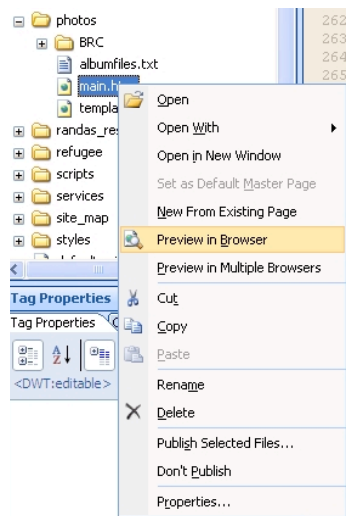 photos
262
BRC
263
albumfiles.txt
264
main.h
265
templa
Open
randas_re
Open With
refugee
Open in New Window
scripts
Set as Default Master Page
services
New From Existing Page
site_map
Preview in Browser
styles
Preview in Multiple Browsers
Tag Properties
Cut
Tag Properties
Copy
Paste
<DWT:editable>
Rename
Delete
Publish Selected Files...
Don't Publish
Properties...